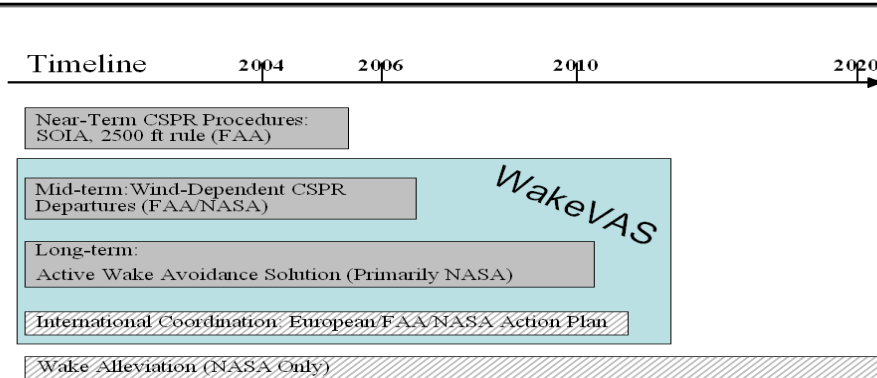 Timeline 2004 2006 2010 2020
Near-Term CSPR Procedures:
SOIA, 2500 ft rule (FAA)
WakeVAS
Mid-term:Wind-Dependent CSPR
Departures (FAA/NASA)
Long-term:
Active Wake Avoidance Solution (Primarily NASA)
International Coordination: European/FAA/NASA Action Plan
Wake Alleviation (NASA Only)